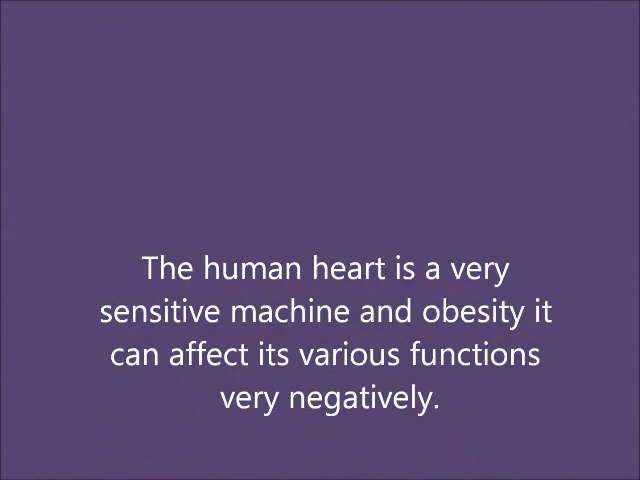 The human heart is a very
sensitive machine and obesity it
can affect its various functions
very negatively.